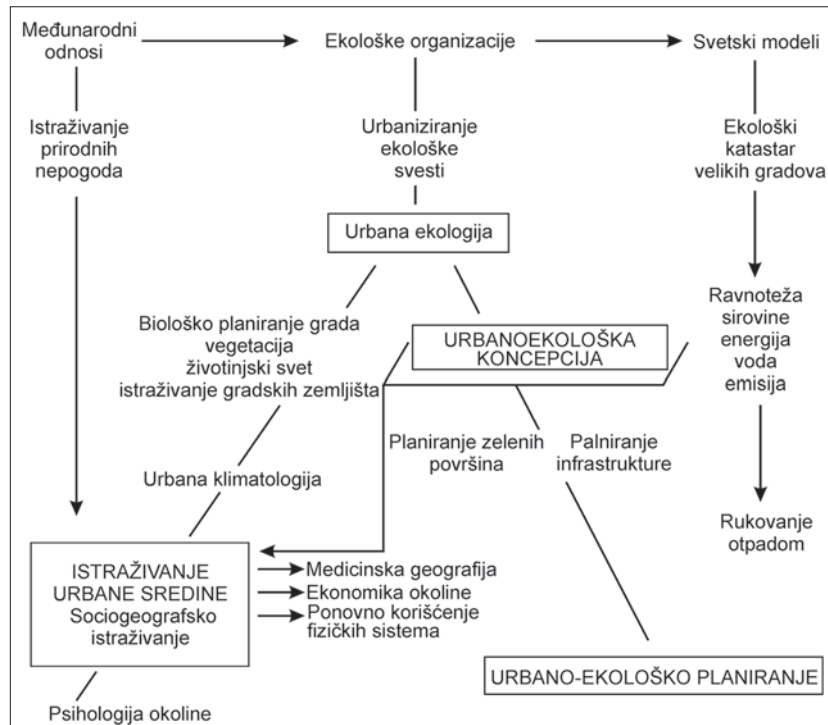 Međunarodni
odnosi
Ekološke organizacije
Svetski modeli
Istraživanje
prirodnih
nepogoda
Urbaniziranje
ekološke
svesti
Ekološki
katastar
velikih gradova
Urbana ekologija
Biološko planiranje grada
vegetacija
životinjski svet
istraživanje gradskih zemljišta
URBANOEKOLOŠKA
KONCEPCIJA
Ravnoteža
sirovine
energija
voda
emisija
Planiranje zelenih
površina
Palniranje
infrastrukture
Urbana klimatologija
Rukovanje
otpadom
ISTRAŽIVANJE
URBANE SREDINE
Sociogeografsko
istraživanje
Medicinska geografija
Ekonomika okoline
Ponovno korišćenje
fizičkih sistema
URBANO-EKOLOŠKO PLANIRANJE
Psihologija okoline